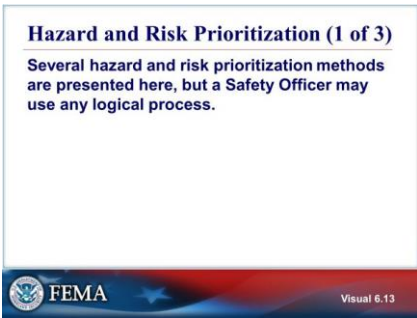 Hazard and Risk Prioritization (1 of 3)
Several hazard and risk prioritization methods
are presented here, but a Safety Officer may
use any logical process.
FEMA
Visual 6.13